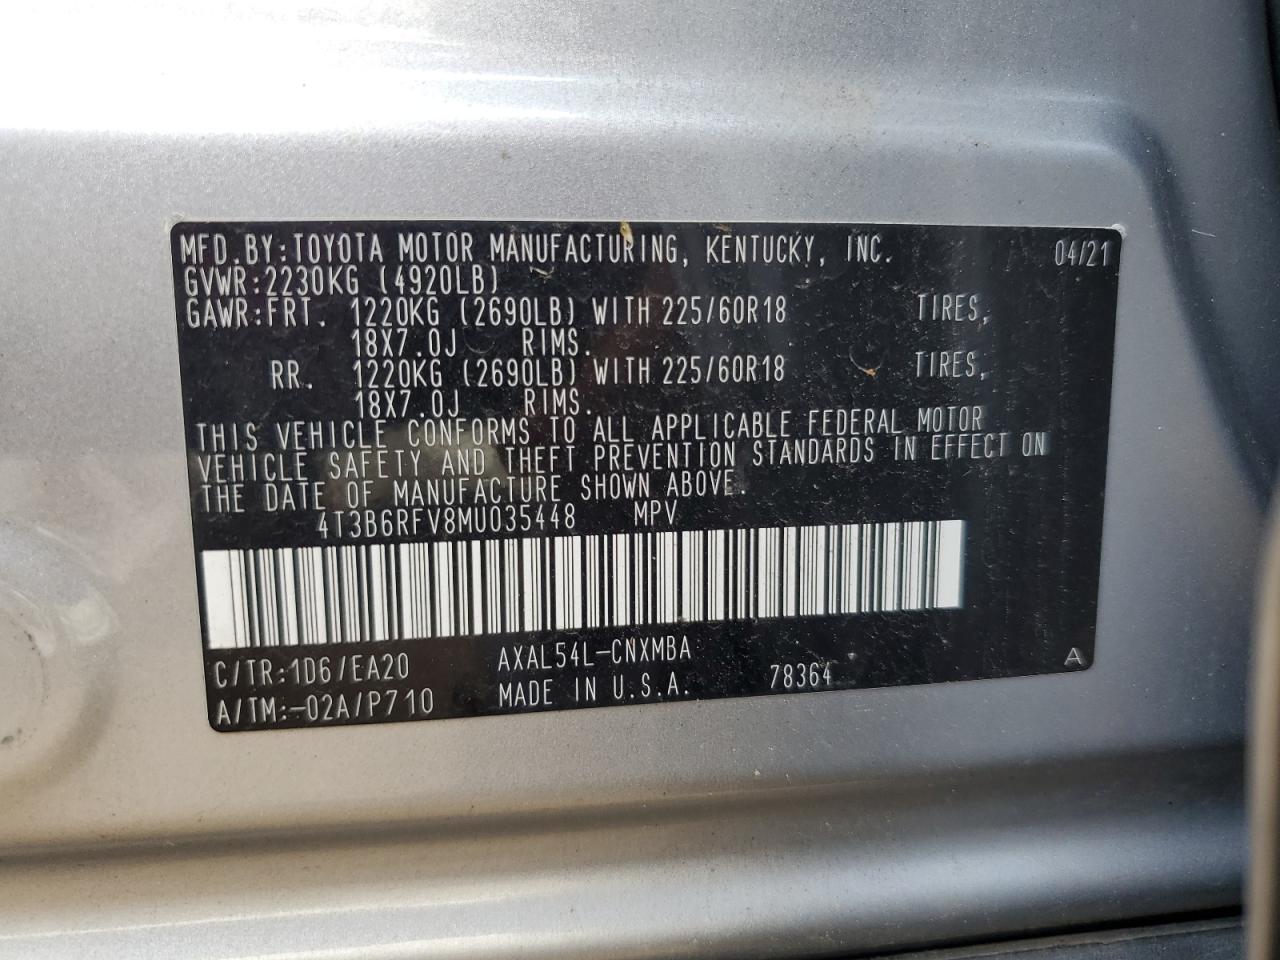 MFD.BY:TOYOTA MOTOR MANUFACTURING, KENTUCKY, INC. 04/21
GVWR:2230KG (4920LB)
GAWR:FRT. 1220KG (2690LB) WITH 225/60R18 TIRES,
18X7.0J RIMS.
RR. 1220KG (2690LB) WITH 225/60R18 TIRES,
18X7.0J RIMS.
THIS VEHICLE CONFORMS TO ALL APPLICABLE FEDERAL MOTOR
VEHICLE SAFETY AND THEFT PREVENTION STANDARDS IN EFFECT ON
THE DATE OF MANUFACTURE SHOWN ABOVE.
4T3B6RFV8MU035448 MPV
C/TR:1D6/EA20 AXAL54L-CNXMBA
A/TM:-02A/P710 MADE IN U.S.A. 78364 A